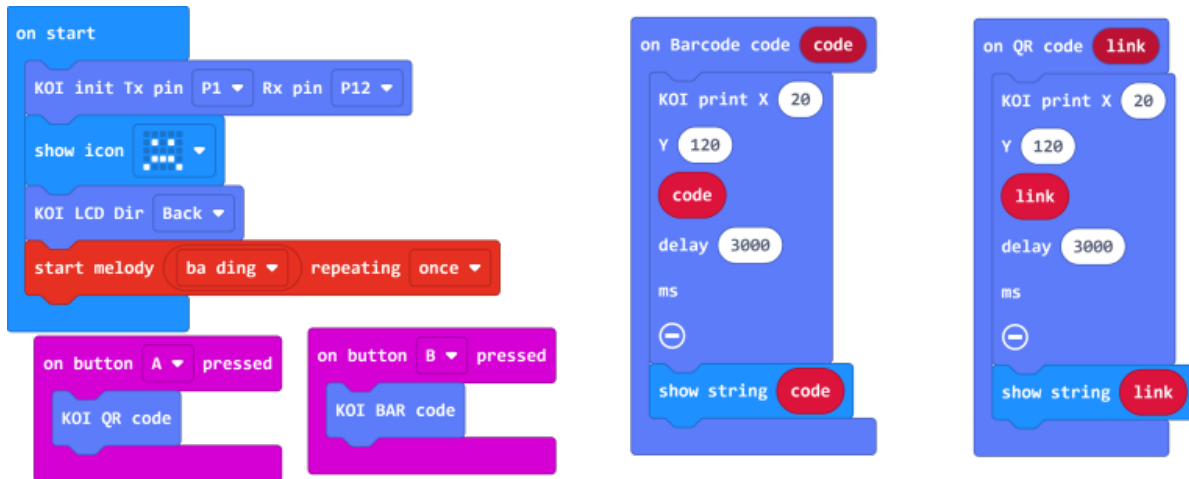 on start
KOI init Tx pin P1 Rx pin P12
show icon
KOI LCD Dir Back
start melody ba ding repeating once
on button A pressed
KOI QR code
on button B pressed
KOI BAR code
on Barcode code code
KOI print X 20
Y 120
code
delay 3000
ms
show string code
on QR code link
KOI print X 20
Y 120
link
delay 3000
ms
show string link